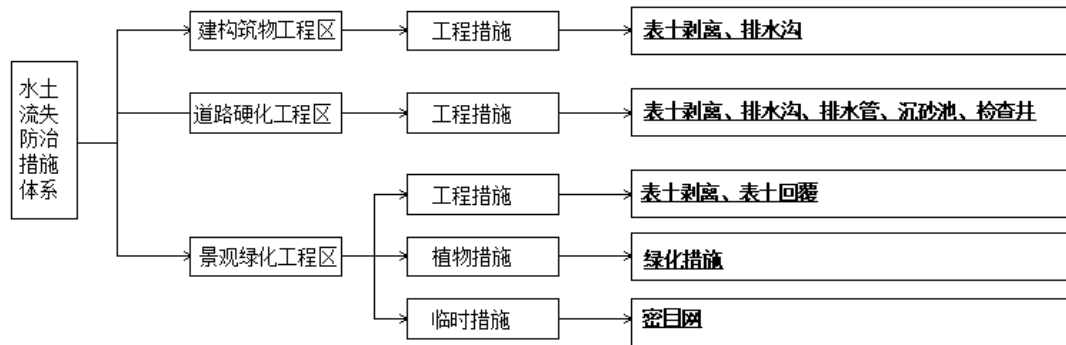 建构筑物工程区
工程措施
表土剥离、排水沟
水土
流失
防治
措施
体系
道路硬化工程区
工程措施
表土剥离、排水沟、排水管、沉砂池、检查井
景观绿化工程区
工程措施
表土剥离、表土回覆
植物措施
绿化措施
临时措施
密目网